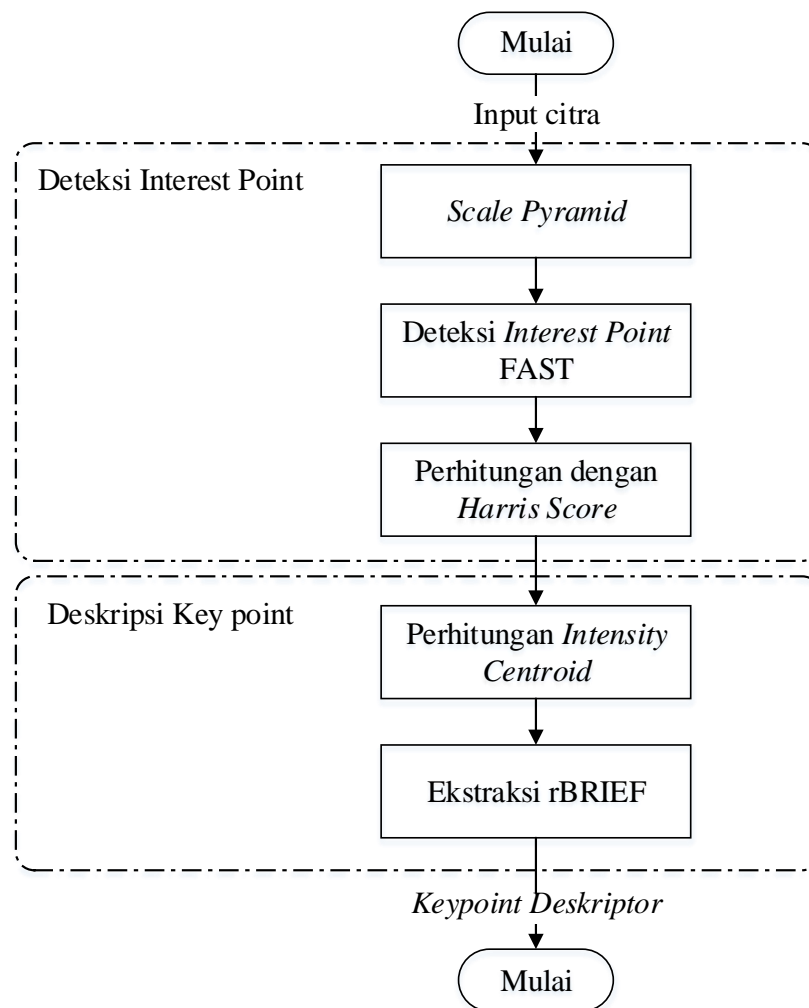 Mulai
Input citra
Deteksi Interest Point
Scale Pyramid
Deteksi Interest Point
FAST
Perhitungan dengan
Harris Score
Deskripsi Key point
Perhitungan Intensity
Centroid
Ekstraksi rBRIEF
Keypoint Deskriptor
Mulai